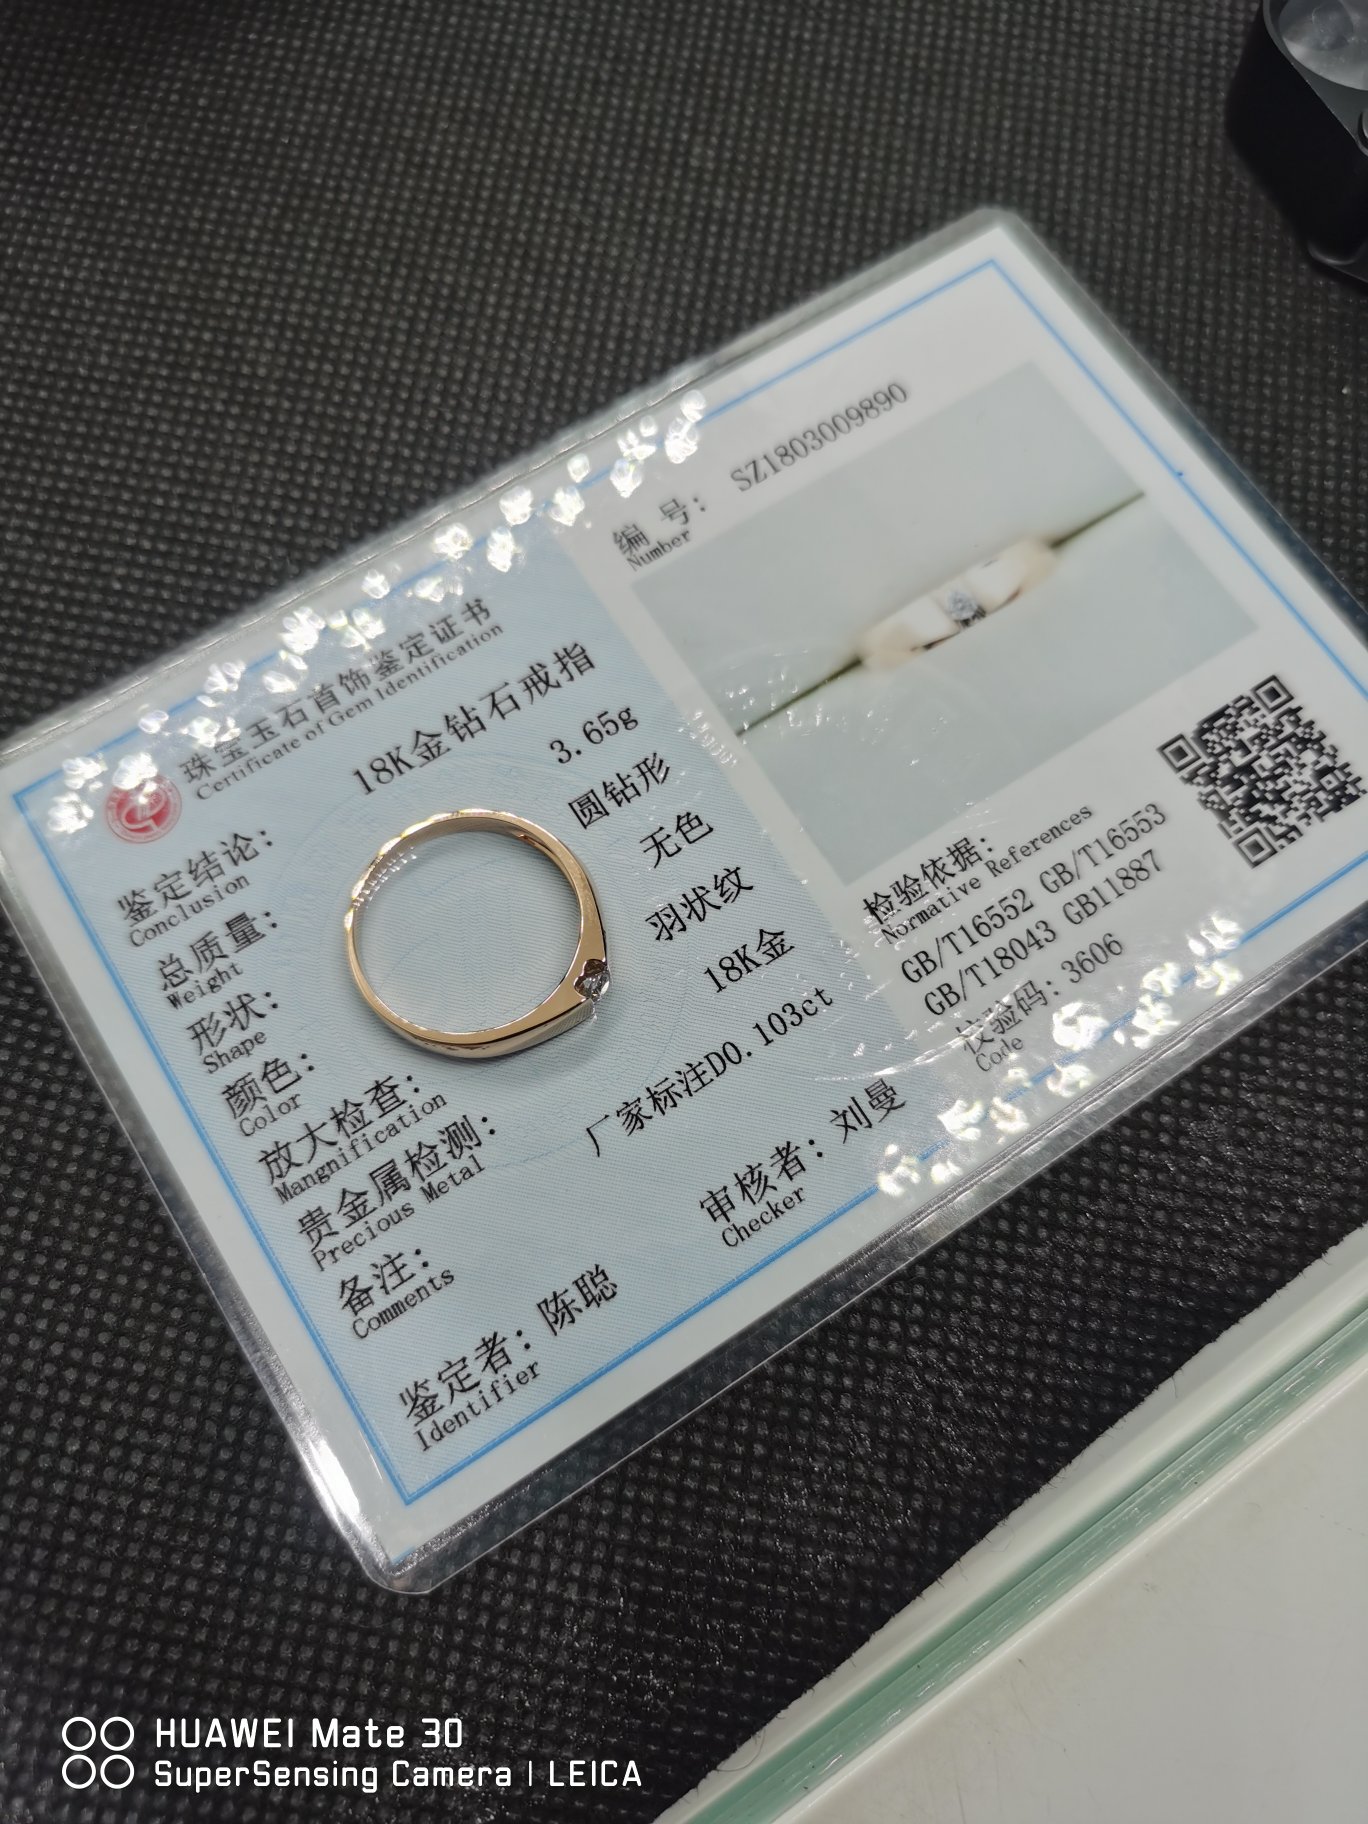 珠宝玉石首饰鉴定证书
Certificate of Gem Identification
鉴定结论: 18K金钻石戒指
Conclusion
总质量: 3.65g
Weight
形状: 圆钻形
Shape
颜色: 无色
Color
放大检查: 羽状纹
Mangnification
贵金属检测: 18K金
Precious Metal
备注: 厂家标注D0.103ct
Comments
鉴定者: 陈聪
Identifier
审核者: 刘曼
Checker
编 号: SZ1803009890
Number
检验依据:
Normative References
GB/T16552 GB/T16553
GB/T18043 GB11887
校验码: 3606
Code
HUAWEI Mate 30
SuperSensing Camera | LEICA